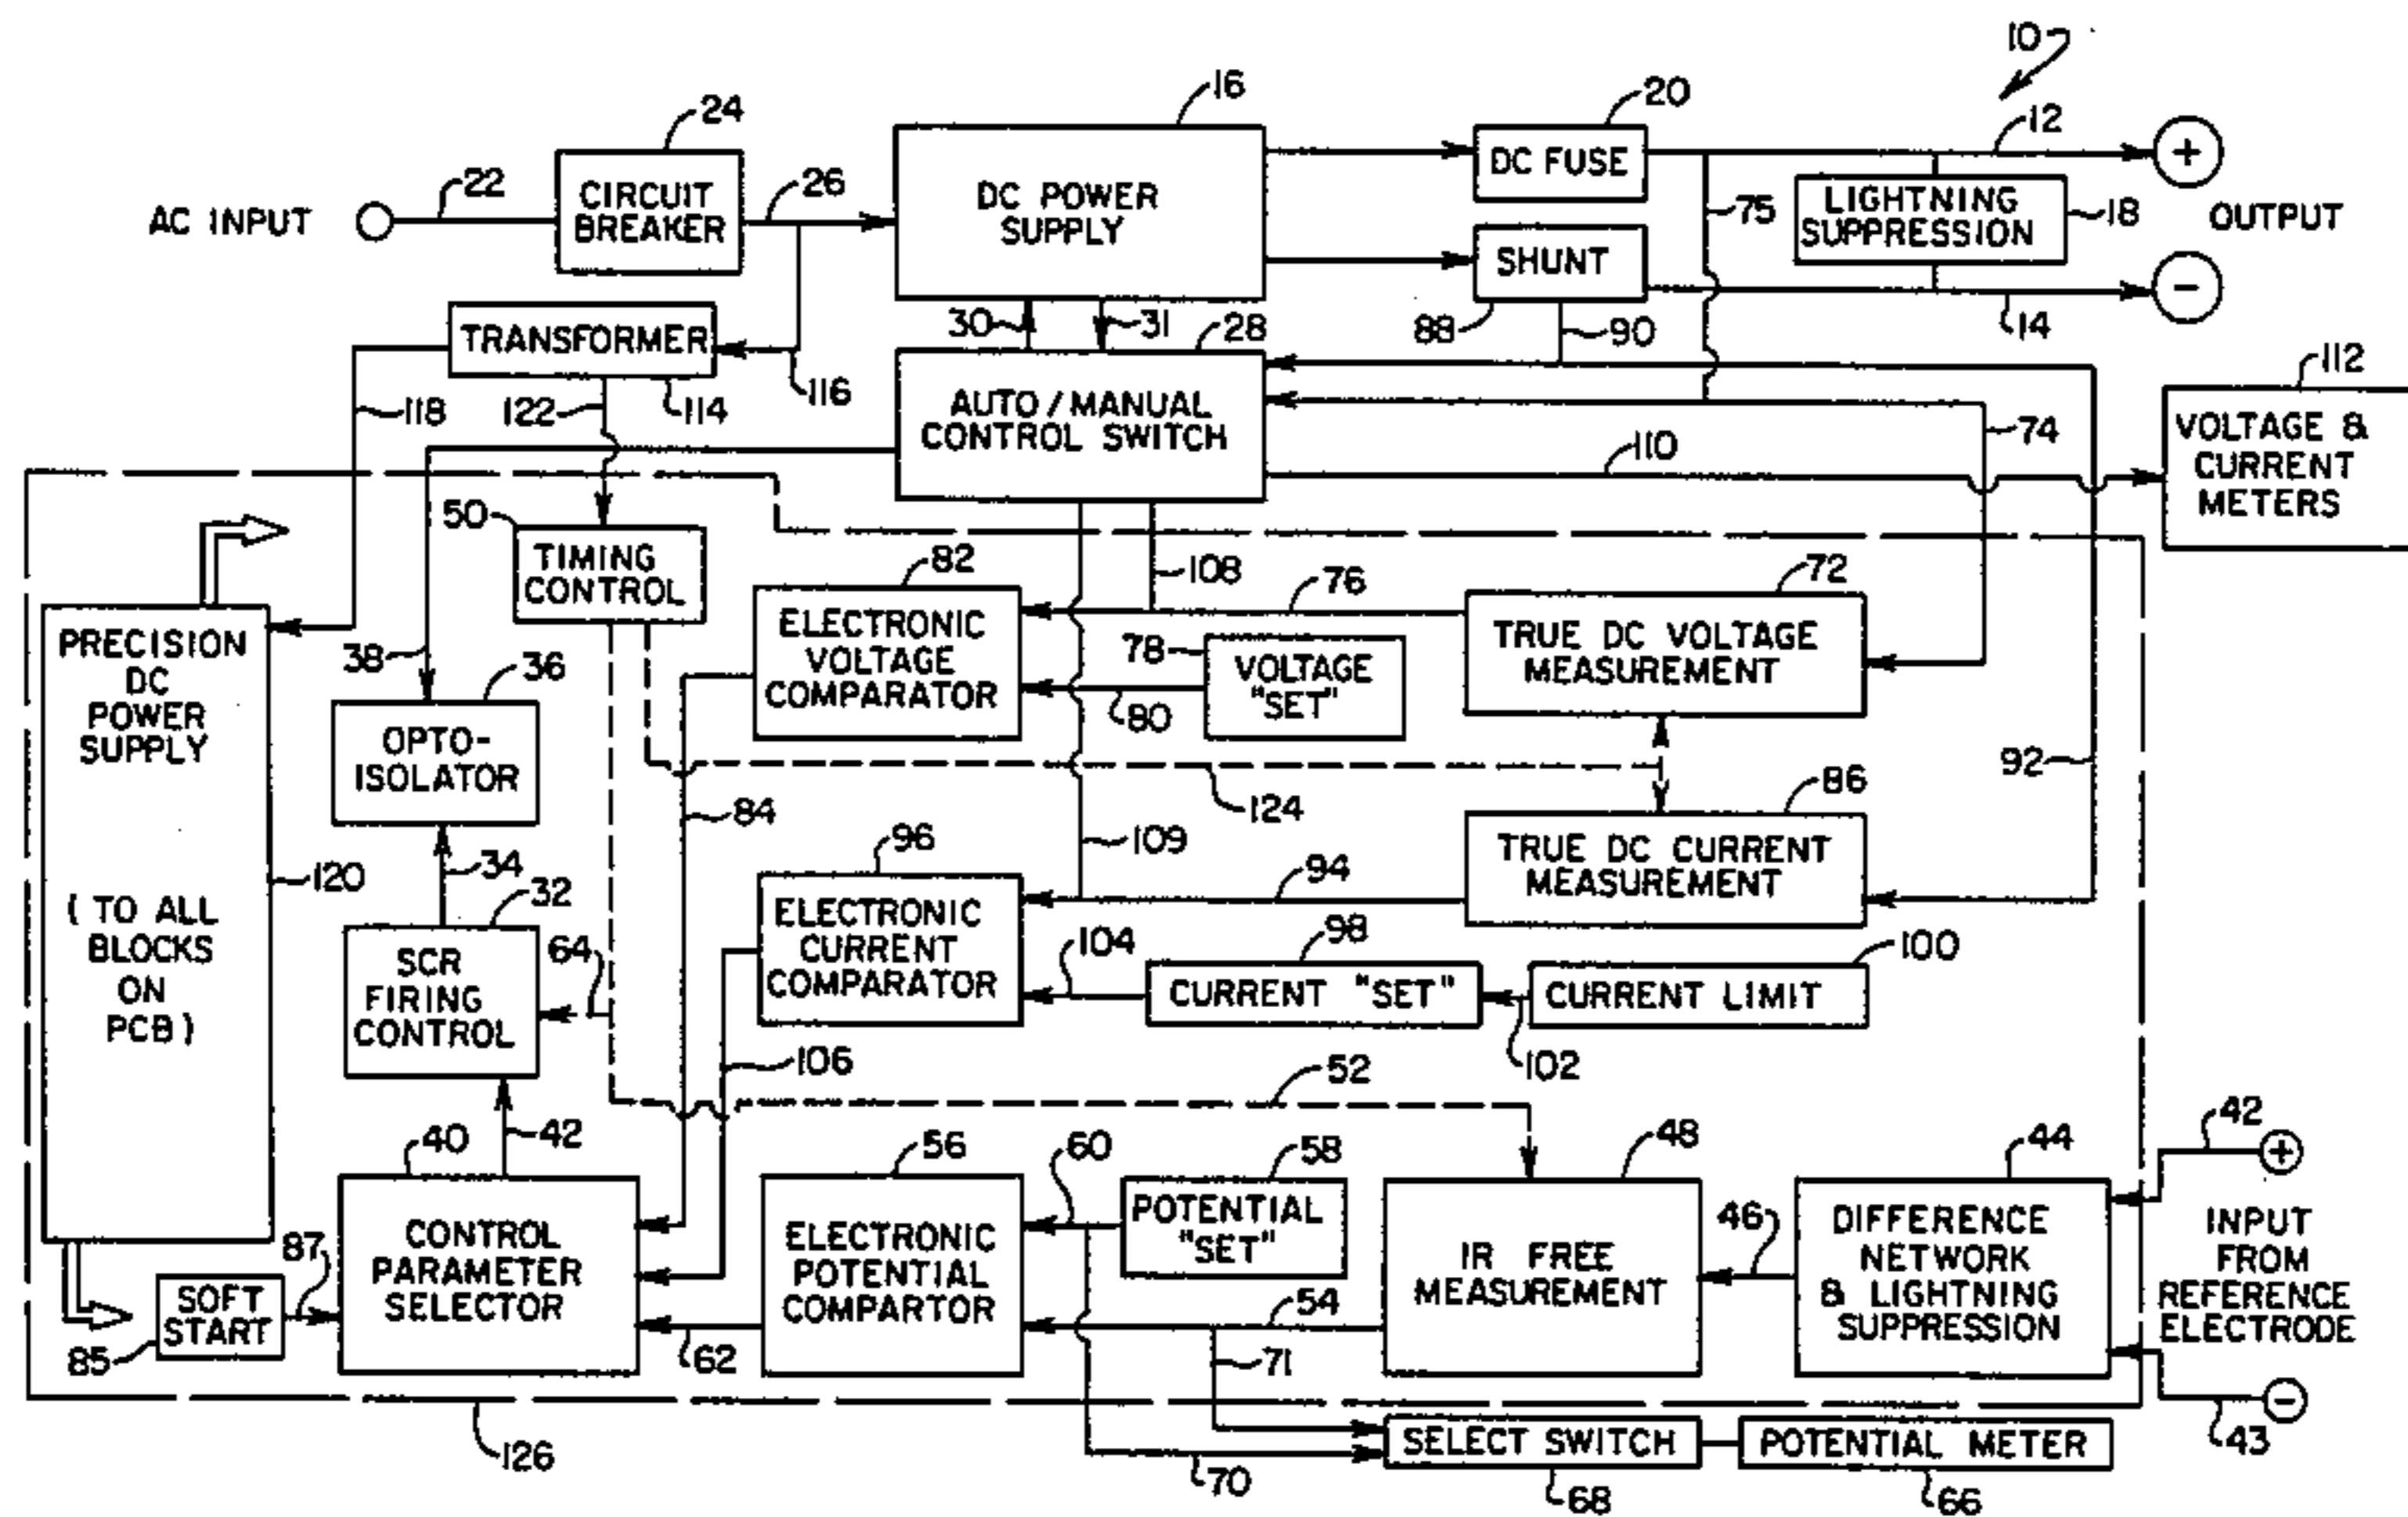 10
16
20
12
24
22
26
AC INPUT
CIRCUIT
BREAKER
DC POWER
SUPPLY
DC FUSE
+
75
LIGHTNING
SUPPRESSION
18
OUTPUT
SHUNT
−
TRANSFORMER
30
31
28
88
90
14
112
116
118
122
114
AUTO/MANUAL
CONTROL SWITCH
74
110
VOLTAGE &
CURRENT
METERS
50
TIMING
CONTROL
82
108
76
72
PRECISION
DC
POWER
SUPPLY
(TO ALL
BLOCKS
ON
PCB)
120
38
36
OPTO-
ISOLATOR
ELECTRONIC
VOLTAGE
COMPARATOR
78
VOLTAGE
"SET"
80
TRUE DC VOLTAGE
MEASUREMENT
92
84
124
86
34
32
96
109
94
TRUE DC CURRENT
MEASUREMENT
SCR
FIRING
CONTROL
64
ELECTRONIC
CURRENT
COMPARATOR
104
98
CURRENT "SET"
100
CURRENT LIMIT
102
106
52
40
42
56
60
58
48
44
42
+
CONTROL
PARAMETER
SELECTOR
ELECTRONIC
POTENTIAL
COMPARTOR
POTENTIAL
"SET"
IR FREE
MEASUREMENT
46
DIFFERENCE
NETWORK
& LIGHTNING
SUPPRESSION
INPUT
FROM
REFERENCE
ELECTRODE
87
SOFT
START
85
62
54
71
−
43
126
70
SELECT SWITCH
68
POTENTIAL METER
66